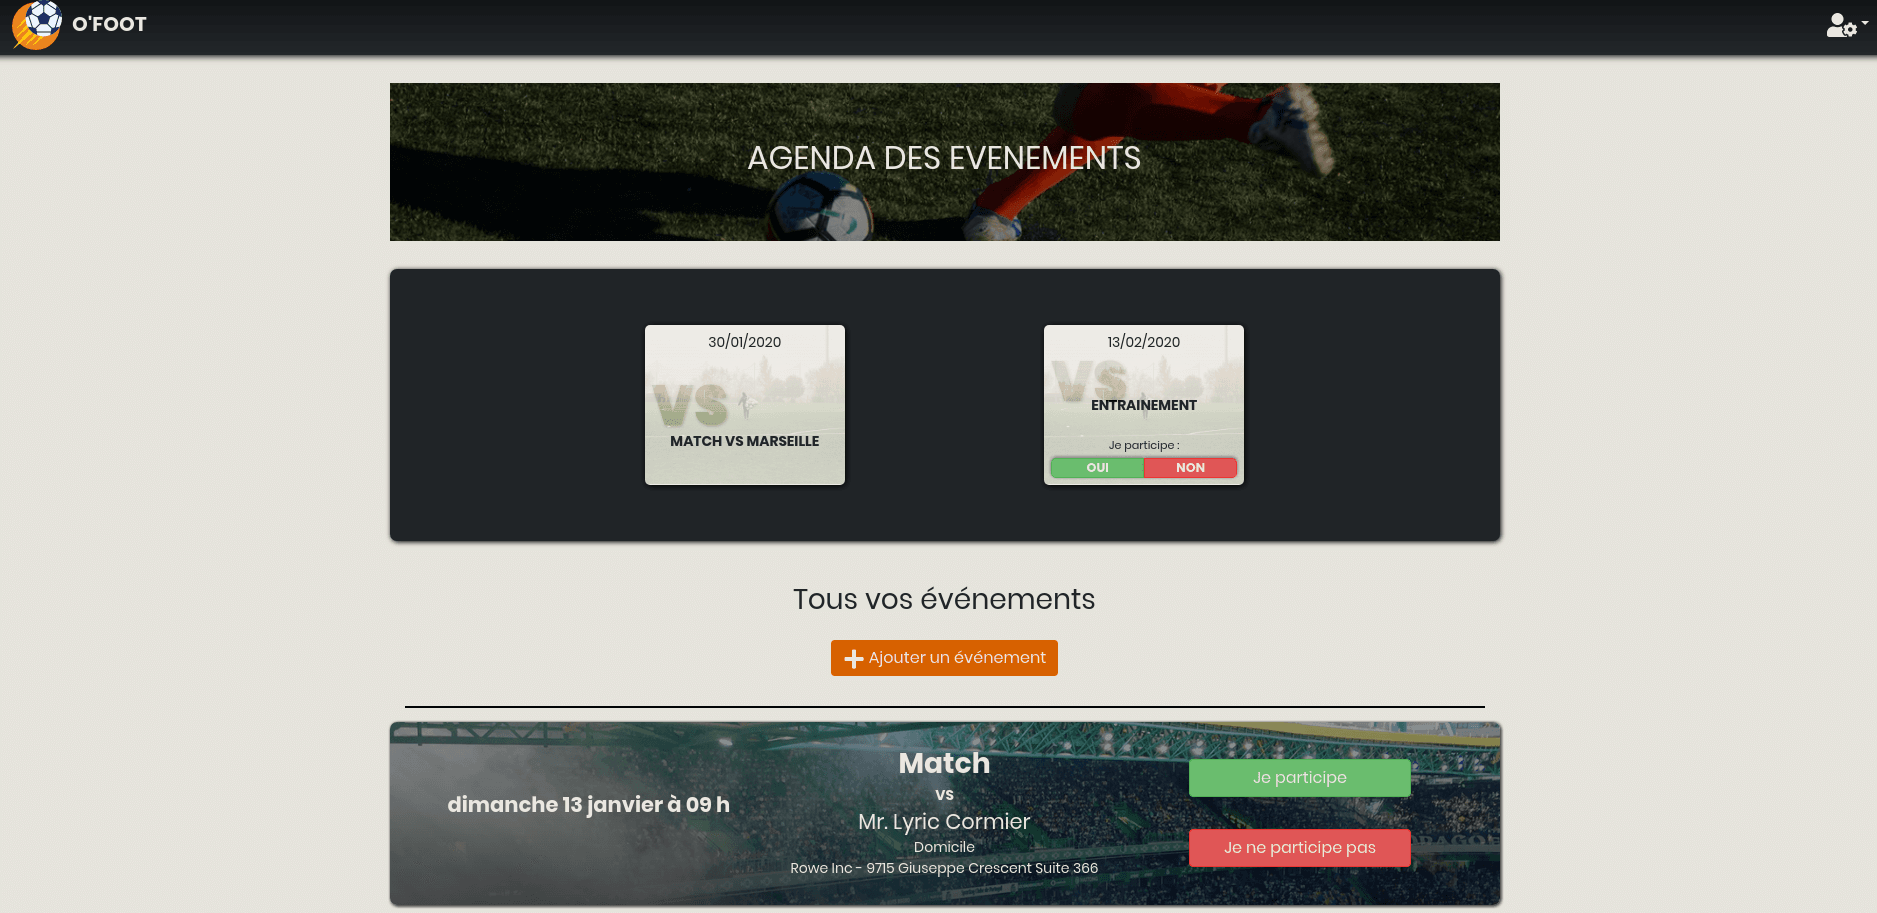 O'FOOT
AGENDA DES EVENEMENTS
30/01/2020
VS
MATCH VS MARSEILLE
13/02/2020
VS
ENTRAINEMENT
Je participe :
OUI
NON
Tous vos événements
Ajouter un événement
dimanche 13 janvier à 09 h
Match
vs
Mr. Lyric Cormier
Domicile
Rowe Inc - 9715 Giuseppe Crescent Suite 366
Je participe
Je ne participe pas